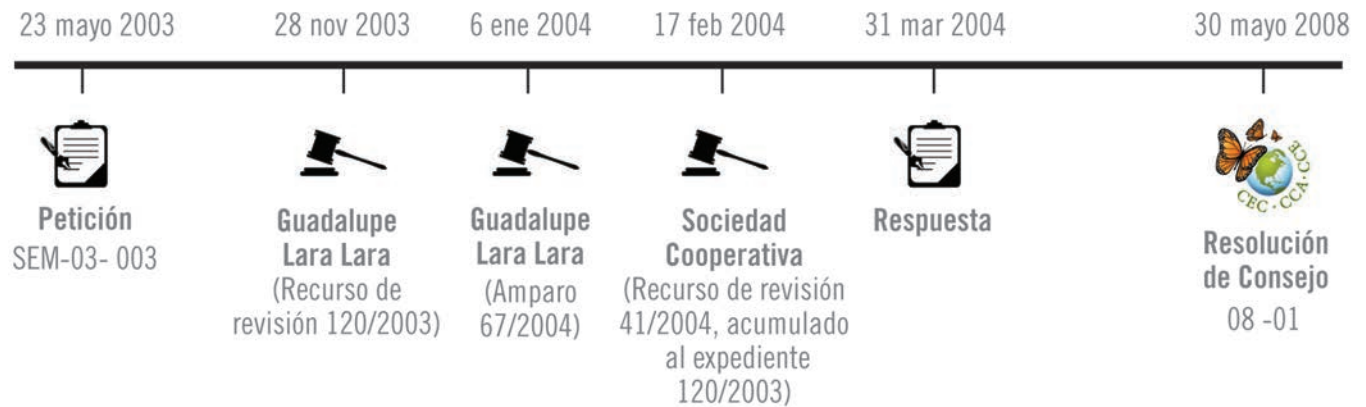 23 mayo 2003
28 nov 2003
6 ene 2004
17 feb 2004
31 mar 2004
30 mayo 2008
Petición
SEM-03- 003
Guadalupe
Lara Lara
(Recurso de
revisión 120/2003)
Guadalupe
Lara Lara
(Amparo
67/2004)
Sociedad
Cooperativa
(Recurso de revisión
41/2004, acumulado
al expediente
120/2003)
Respuesta
CEC · CCA · CCE
Resolución
de Consejo
08 -01